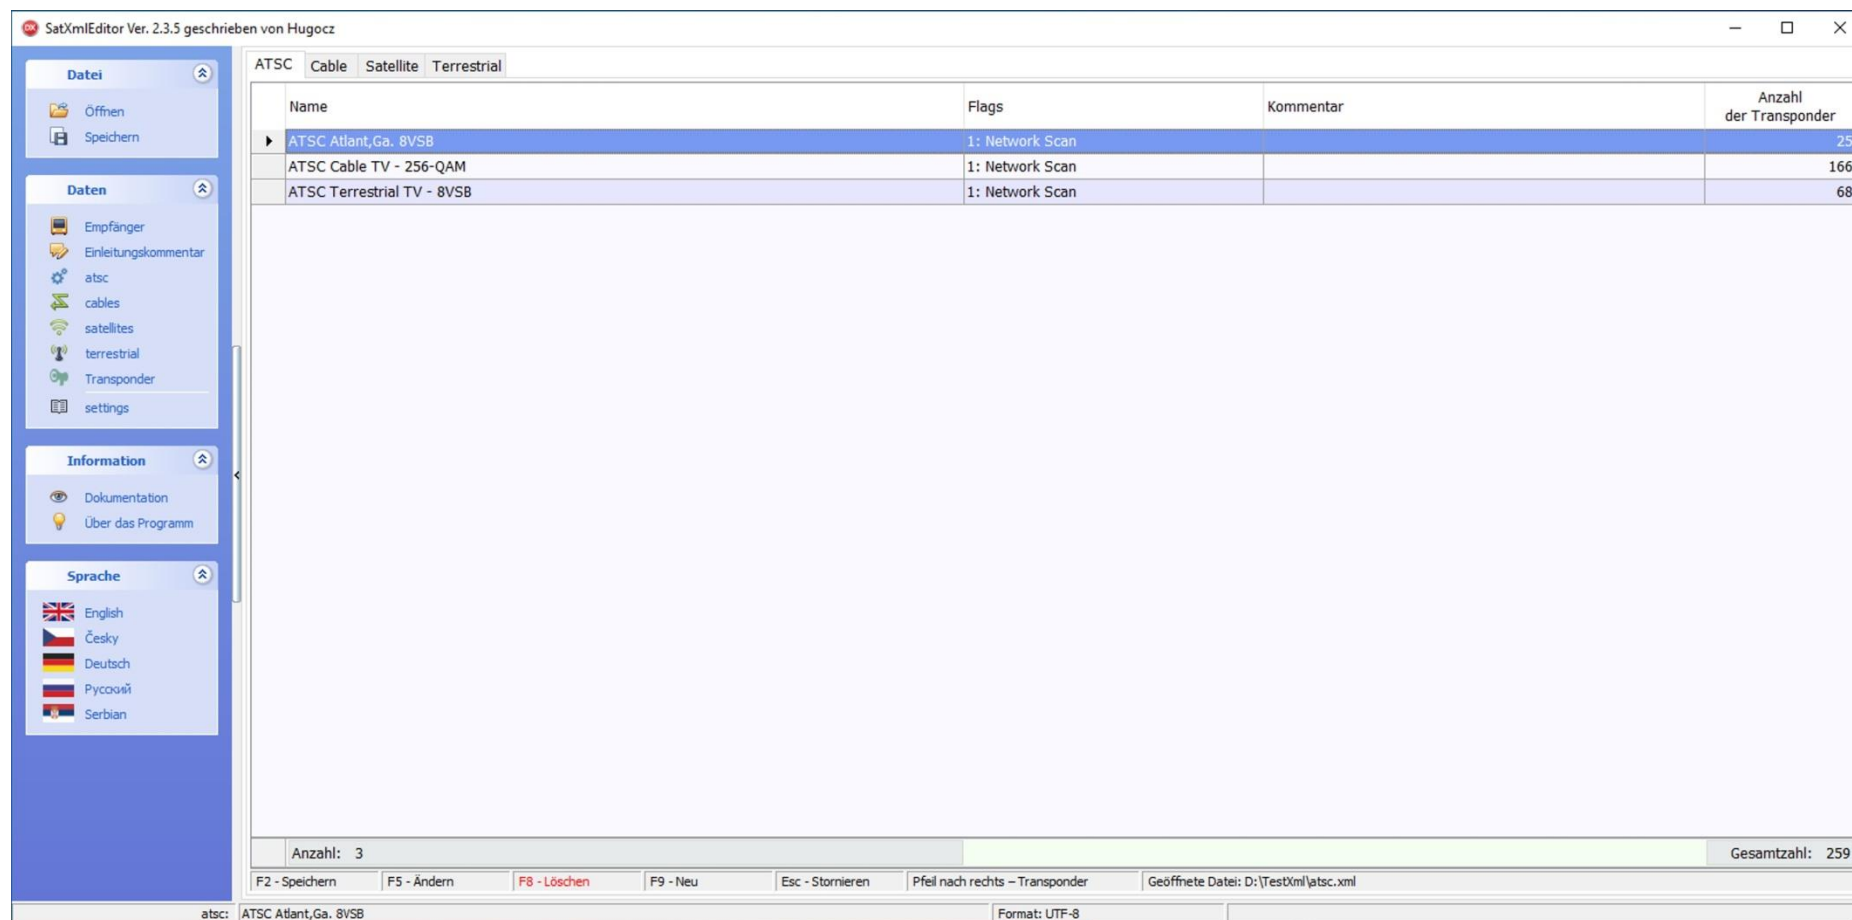 SatXmlEditor Ver. 2.3.5 geschrieben von Hugocz
Datei
Öffnen
Speichern
Daten
Empfänger
Einleitungskommentar
atsc
cables
satellites
terrestrial
Transponder
settings
Information
Dokumentation
Über das Programm
Sprache
English
Česky
Deutsch
Русский
Serbian
ATSC Cable Satellite Terrestrial
Name Flags Kommentar Anzahl
der Transponder
ATSC Atlant,Ga. 8VSB 1: Network Scan 25
ATSC Cable TV - 256-QAM 1: Network Scan 166
ATSC Terrestrial TV - 8VSB 1: Network Scan 68
Anzahl: 3 Gesamtzahl: 259
F2 - Speichern F5 - Ändern F8 - Löschen F9 - Neu Esc - Stornieren Pfeil nach rechts – Transponder Geöffnete Datei: D:\TestXml\atsc.xml
atsc: ATSC Atlant,Ga. 8VSB Format: UTF-8